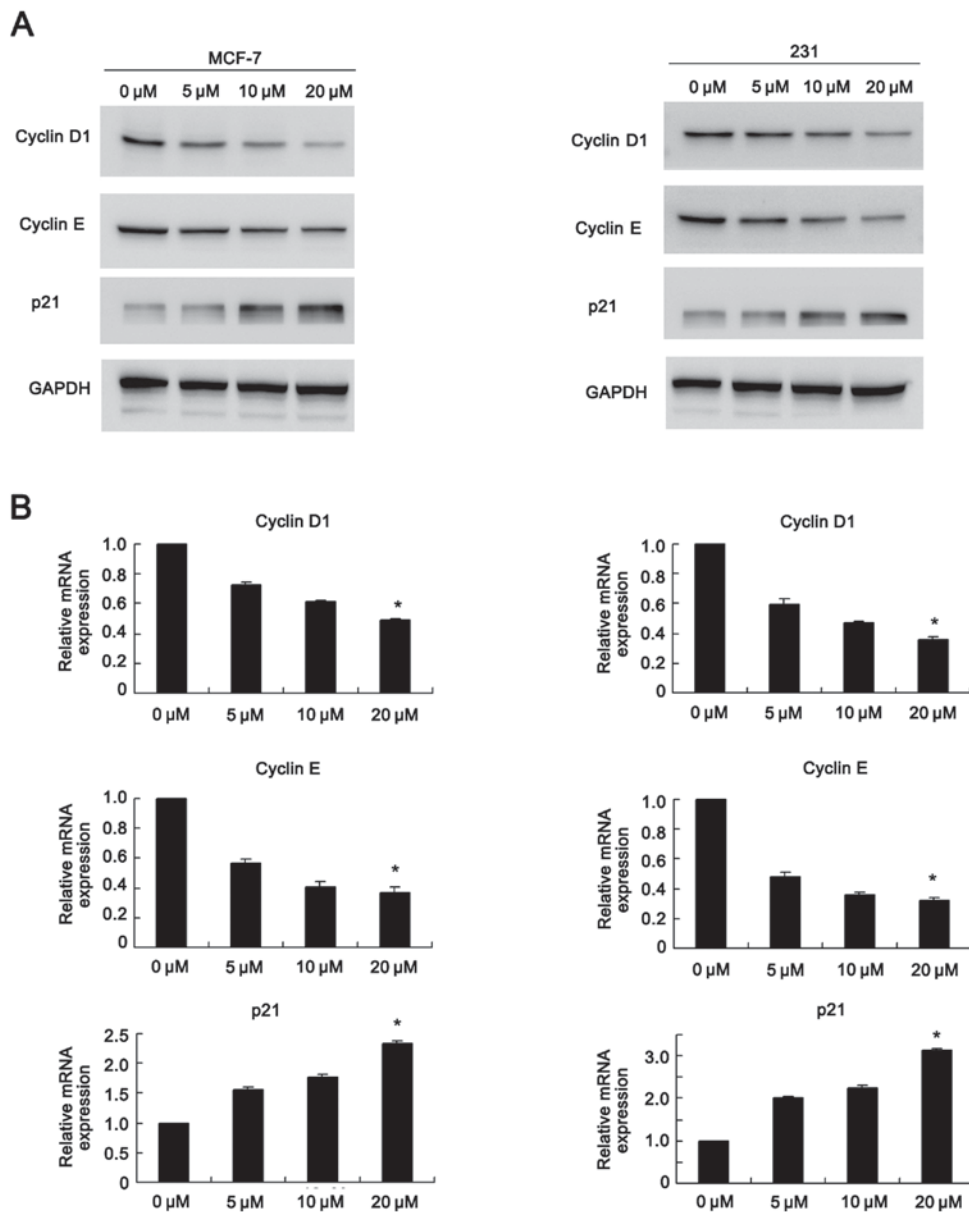 A
MCF-7
0 µM 5 µM 10 µM 20 µM
Cyclin D1
Cyclin E
p21
GAPDH
231
0 µM 5 µM 10 µM 20 µM
Cyclin D1
Cyclin E
p21
GAPDH
B
Cyclin D1
Relative mRNA
expression
1.0
0.8
0.6
0.4
0.2
0
*
0 µM 5 µM 10 µM 20 µM
Cyclin D1
Relative mRNA
expression
1.0
0.8
0.6
0.4
0.2
0
*
0 µM 5 µM 10 µM 20 µM
Cyclin E
Relative mRNA
expression
1.0
0.8
0.6
0.4
0.2
0
*
0 µM 5 µM 10 µM 20 µM
Cyclin E
Relative mRNA
expression
1.0
0.8
0.6
0.4
0.2
0
*
0 µM 5 µM 10 µM 20 µM
p21
Relative mRNA
expression
2.5
2.0
1.5
1.0
0.5
0
*
0 µM 5 µM 10 µM 20 µM
p21
Relative mRNA
expression
3.0
2.0
1.0
0
*
0 µM 5 µM 10 µM 20 µM